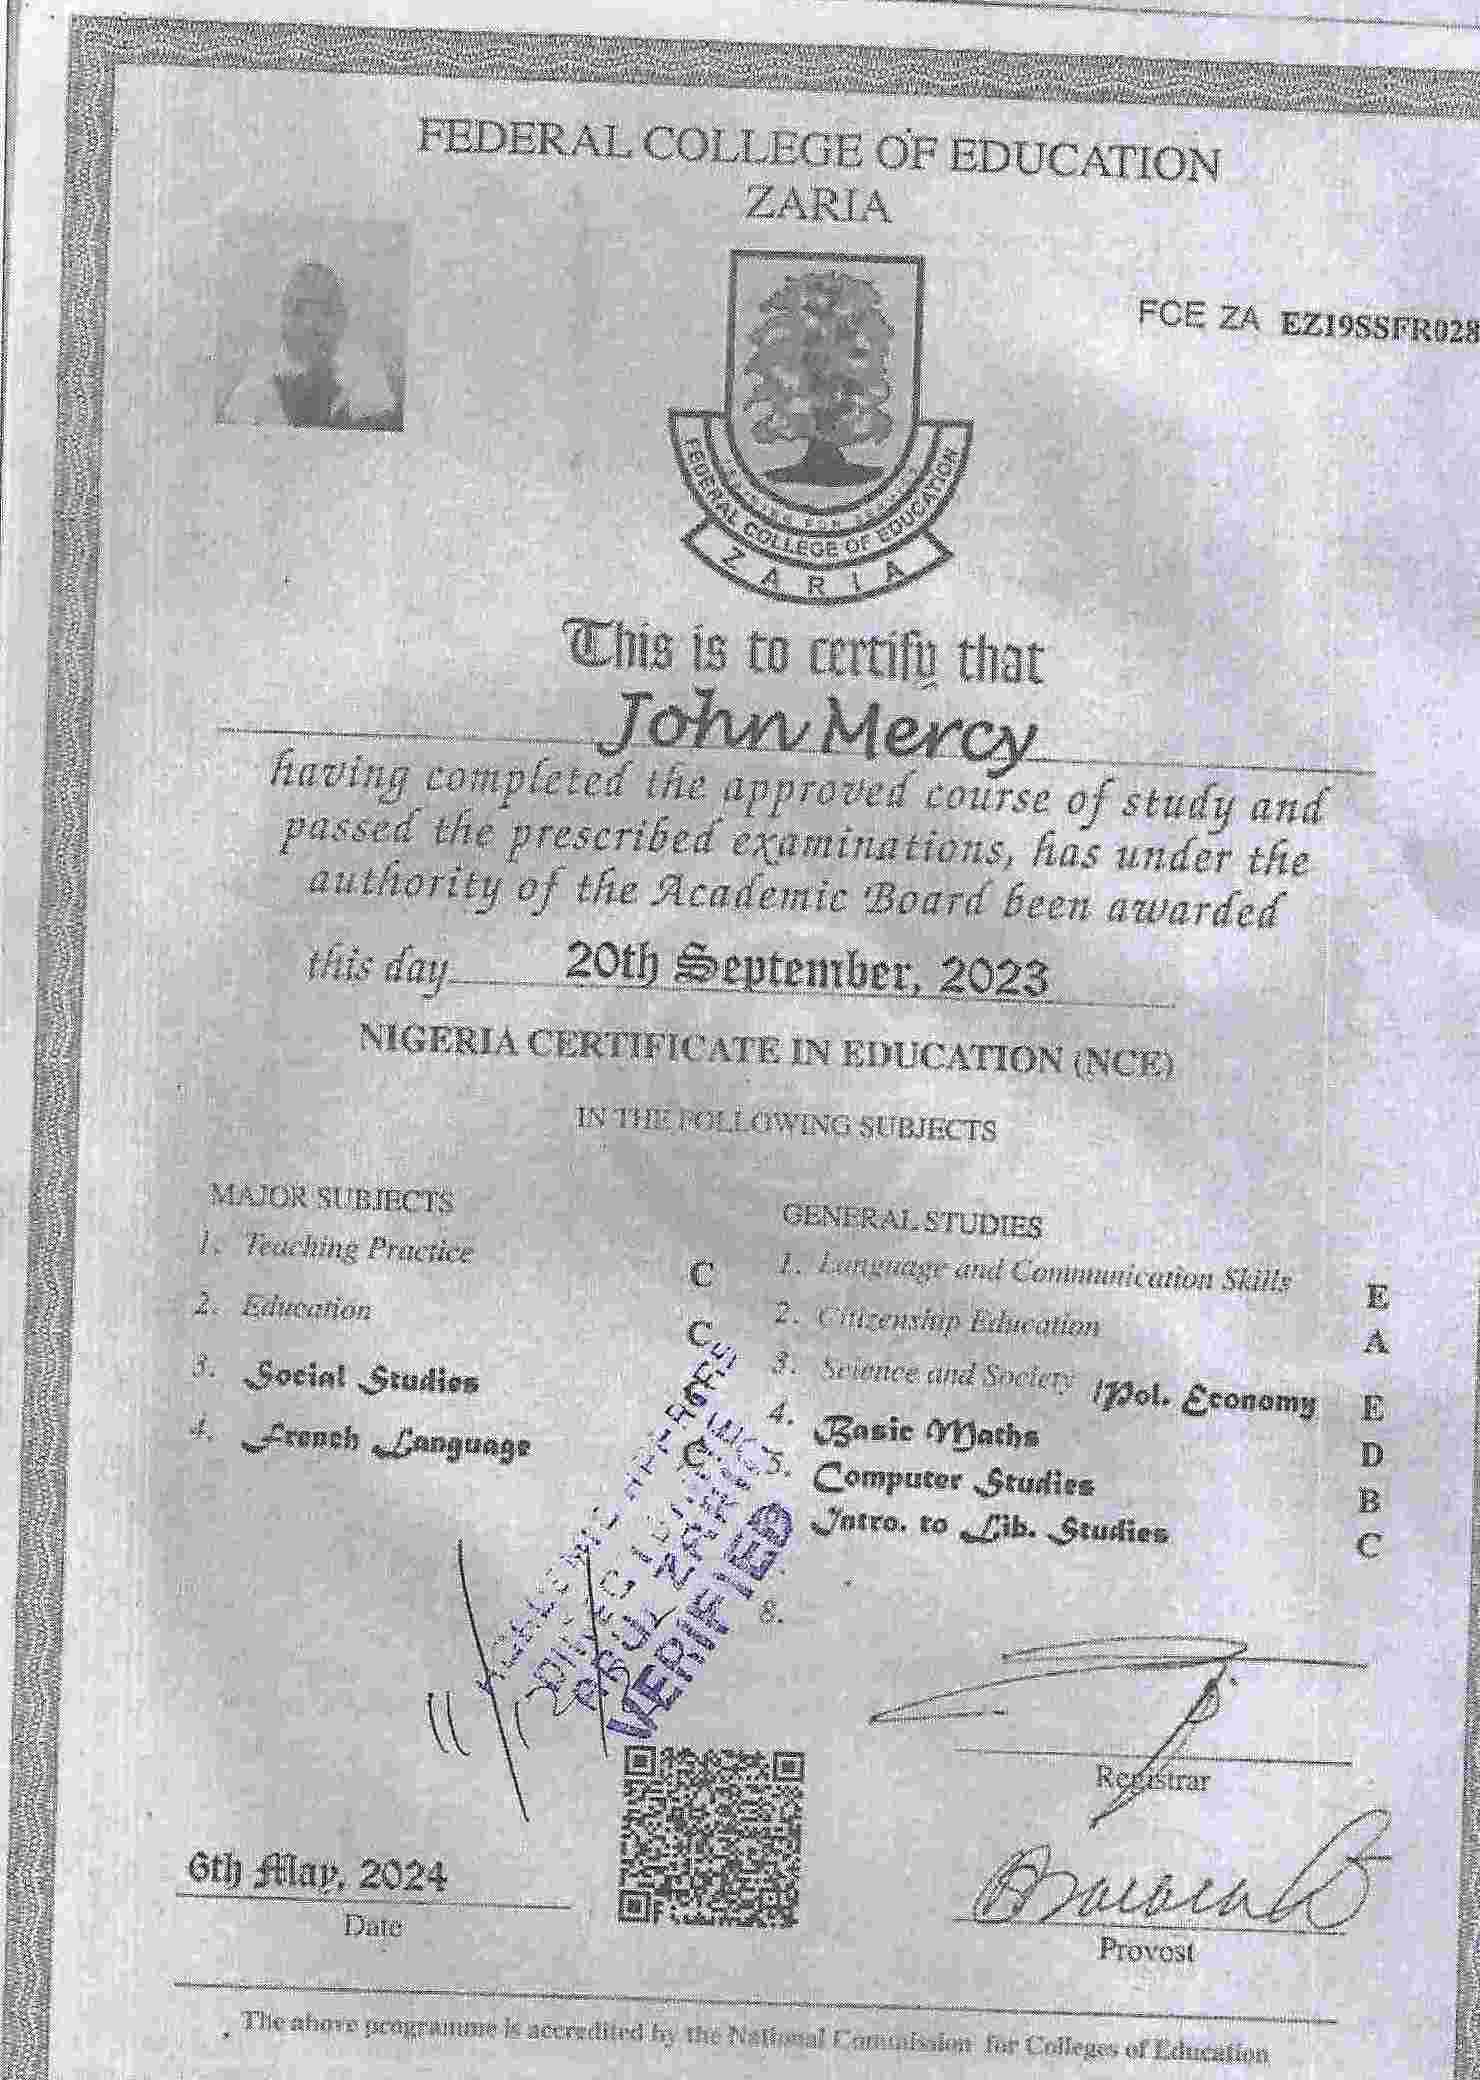 FEDERAL COLLEGE OF EDUCATION
ZARIA
FCE ZA EZ19SSFR028
FEDERAL COLLEGE OF EDUCATION
ZARIA
This is to certify that
John Mercy
having completed the approved course of study and
passed the prescribed examinations, has under the
authority of the Academic Board been awarded
this day 20th September, 2023
NIGERIA CERTIFICATE IN EDUCATION (NCE)
IN THE FOLLOWING SUBJECTS
MAJOR SUBJECTS
1. Teaching Practice C
2. Education C
3. Social Studies C
4. French Language C
GENERAL STUDIES
1. Language and Communication Skills E
2. Citizenship Education A
3. Science and Society /Pol. Economy E
4. Basic Maths D
5. Computer Studies B
Intro. to Lib. Studies C
8.
VERIFIED
Registrar
6th May, 2024
Date
Provost
The above programme is accredited by the National Commission for Colleges of Education